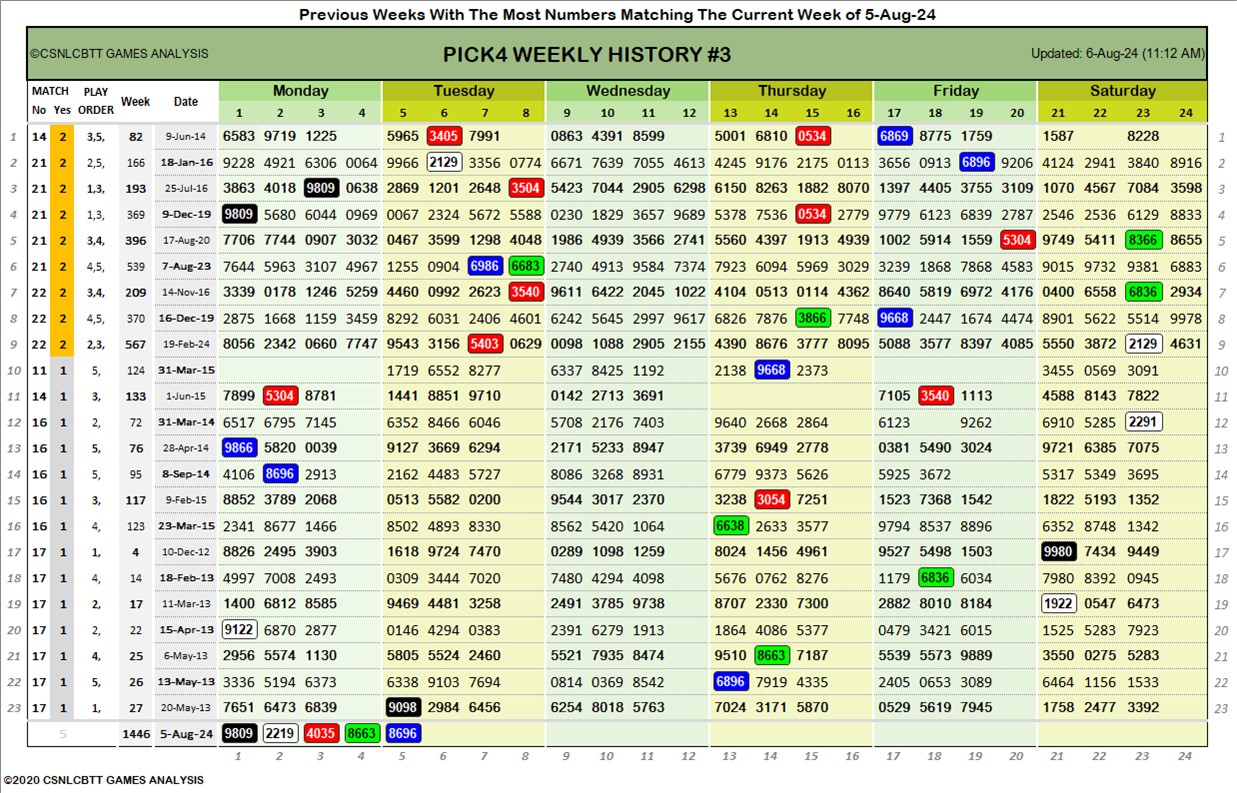 Previous Weeks With The Most Numbers Matching The Current Week of 5-Aug-24
©CSNLCBTT GAMES ANALYSIS PICK4 WEEKLY HISTORY #3 Updated: 6-Aug-24 (11:12 AM)
MATCH PLAY Week Date Monday Tuesday Wednesday Thursday Friday Saturday
No Yes ORDER 1 2 3 4 5 6 7 8 9 10 11 12 13 14 15 16 17 18 19 20 21 22 23 24
1 14 2 3,5, 82 9-Jun-14 6583 9719 1225 5965 3405 7991 0863 4391 8599 5001 6810 0534 6869 8775 1759 1587 8228 1
2 21 2 2,5, 166 18-Jan-16 9228 4921 6306 0064 9966 2129 3356 0774 6671 7639 7055 4613 4245 9176 2175 0113 3656 0913 6896 9206 4124 2941 3840 8916 2
3 21 2 1,3, 193 25-Jul-16 3863 4018 9809 0638 2869 1201 2648 3504 5423 7044 2905 6298 6150 8263 1882 8070 1397 4405 3755 3109 1070 4567 7084 3598 3
4 21 2 1,3, 369 9-Dec-19 9809 5680 6044 0969 0067 2324 5672 5588 0230 1829 3657 9689 5378 7536 0534 2779 9779 6123 6839 2787 2546 2536 6129 8833 4
5 21 2 3,4, 396 17-Aug-20 7706 7744 0907 3032 0467 5099 1298 4048 1986 4939 3566 2741 5560 4397 1913 4939 1002 5914 1559 5304 9749 5411 8366 8655 5
6 21 2 4,5, 539 7-Aug-23 7644 5963 3107 4967 1255 0904 6986 6683 2740 4913 9584 7374 7923 6094 5969 3029 3239 1868 7868 4583 9015 9732 9381 6883 6
7 22 2 3,4, 209 14-Nov-16 3339 0178 1246 5259 4460 0992 2623 3540 9611 6422 2045 1022 4104 0513 0114 4362 8640 5819 3972 4176 0400 6558 6836 2934 7
8 22 2 4,5, 370 16-Dec-19 2875 1668 1159 3459 8292 6031 2406 4601 6242 5645 2997 9617 6826 7876 3866 7748 9668 2447 1674 4474 8901 5622 5514 9978 8
9 22 2 2,3, 567 19-Feb-24 8056 2342 0660 7747 9543 3156 5403 0629 0098 1088 2905 2155 4390 8676 3777 8095 5088 3577 8397 4085 5550 3872 2129 4631 9
10 11 1 5, 124 31-Mar-15 1719 6552 8277 6337 8425 1192 2138 9668 2373 3455 0569 3091 10
11 14 1 3, 133 1-Jun-15 7899 5304 8781 1441 8851 9710 0142 2713 3691 7105 3540 1113 4588 8143 7822 11
12 16 1 2, 72 31-Mar-14 6517 6795 7145 6352 8466 6046 5708 2176 7403 9640 2668 2864 6123 9262 6910 5285 2291 12
13 16 1 5, 76 28-Apr-14 9866 5820 0039 9127 3669 6294 2171 5233 8947 3739 6949 2778 0381 5490 3024 9721 6385 7075 13
14 16 1 5, 95 8-Sep-14 4106 8696 2913 2162 4483 5727 8086 3268 8931 6779 9373 5626 5925 3672 5317 5349 3695 14
15 16 1 3, 117 9-Feb-15 8852 3789 2068 0513 5582 0200 9544 3017 2370 3238 3054 7251 1523 7368 1542 1822 5193 1352 15
16 16 1 4, 123 23-Mar-15 2341 8677 1466 8502 4893 8330 8562 5420 1064 6638 2633 3577 9794 8537 8896 6352 8748 1342 16
17 17 1 1, 4 10-Dec-12 8826 2495 3903 1618 9724 7470 0289 1098 1259 8024 1456 4961 9527 5498 1503 9980 7434 9449 17
18 17 1 4, 14 18-Feb-13 4997 7008 2493 0309 3444 7020 7480 4294 4098 5676 0762 8276 1179 6836 6034 7980 8392 0945 18
19 17 1 2, 17 11-Mar-13 1400 6812 8585 9469 4481 3258 2491 3785 9738 8707 2330 7300 2882 8010 8184 1922 0547 6473 19
20 17 1 2, 22 15-Apr-13 9122 6870 2877 0146 4294 0383 2391 6279 1913 1864 4086 5377 0479 3421 6015 1525 5283 7923 20
21 17 1 4, 25 6-May-13 2956 5574 1130 5805 5524 2460 5521 7935 8474 9510 8663 7187 5539 5573 9889 3550 0275 5283 21
22 17 1 5, 26 13-May-13 3336 5194 6373 6338 9103 7694 0814 0369 8542 6896 7919 4335 2405 0653 3089 6464 1156 1533 22
23 17 1 1, 27 20-May-13 7651 6473 6839 9098 2984 6456 6254 8018 5763 7024 3171 5870 0529 5619 7945 1758 2477 3392 23
5 1446 5-Aug-24 9809 2219 4035 8663 8696
1 2 3 4 5 6 7 8 9 10 11 12 13 14 15 16 17 18 19 20 21 22 23 24
©2020 CSNLCBTT GAMES ANALYSIS